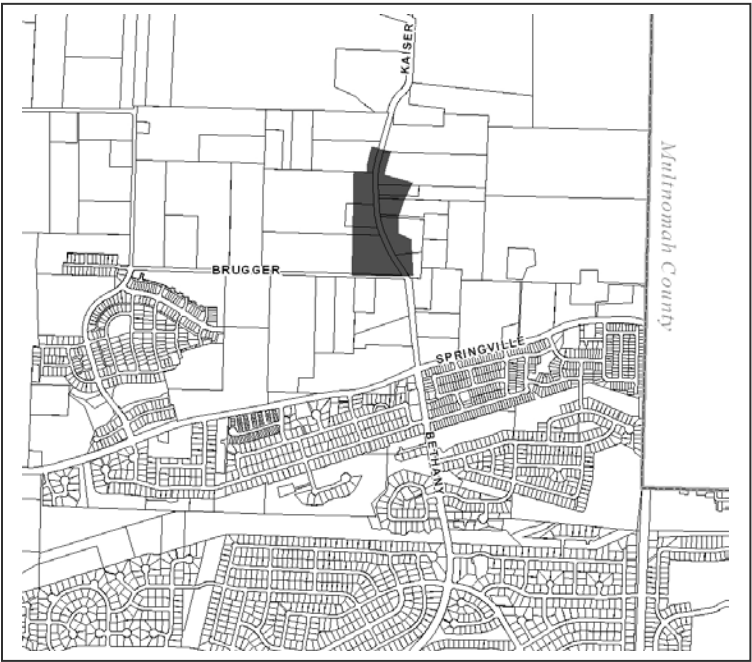 KAISER
Multnomah County
BRUGGER
SPRINGVILLE
BETHANY